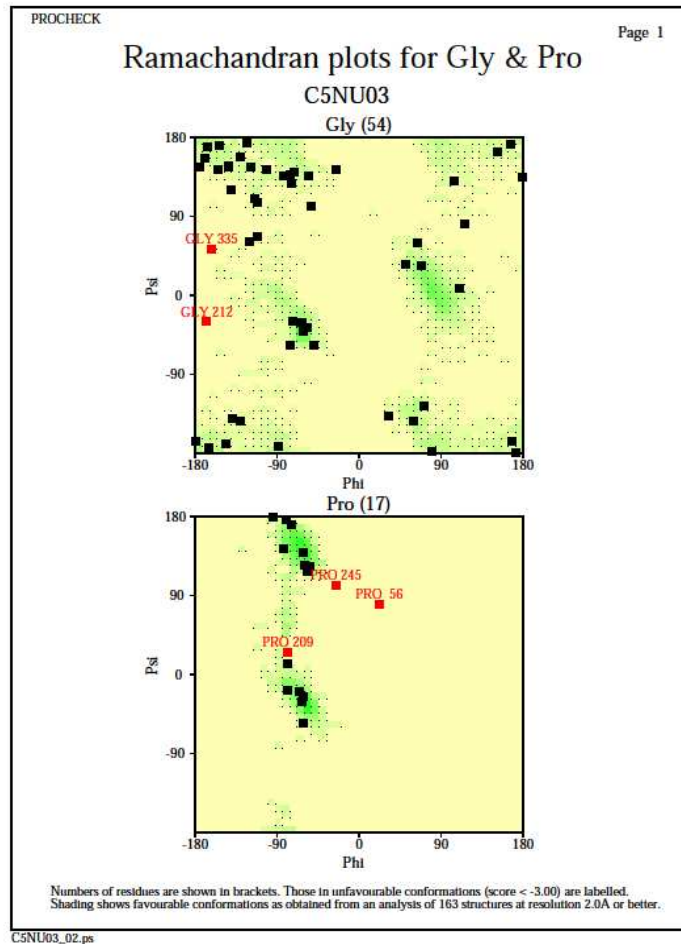 PROCHECK
Page 1
Ramachandran plots for Gly & Pro
C5NU03
Gly (54)
180
90
GLY 335
Psi
0
GLY 212
-90
-180
-180 -90 0 90 180
Phi
Pro (17)
180
PRO 245
90
PRO 56
PRO 209
Psi
0
-90
-180 -90 0 90 180
Phi
Numbers of residues are shown in brackets. Those in unfavourable conformations (score < -3.00) are labelled.
Shading shows favourable conformations as obtained from an analysis of 163 structures at resolution 2.0A or better.
C5NU03_02.ps